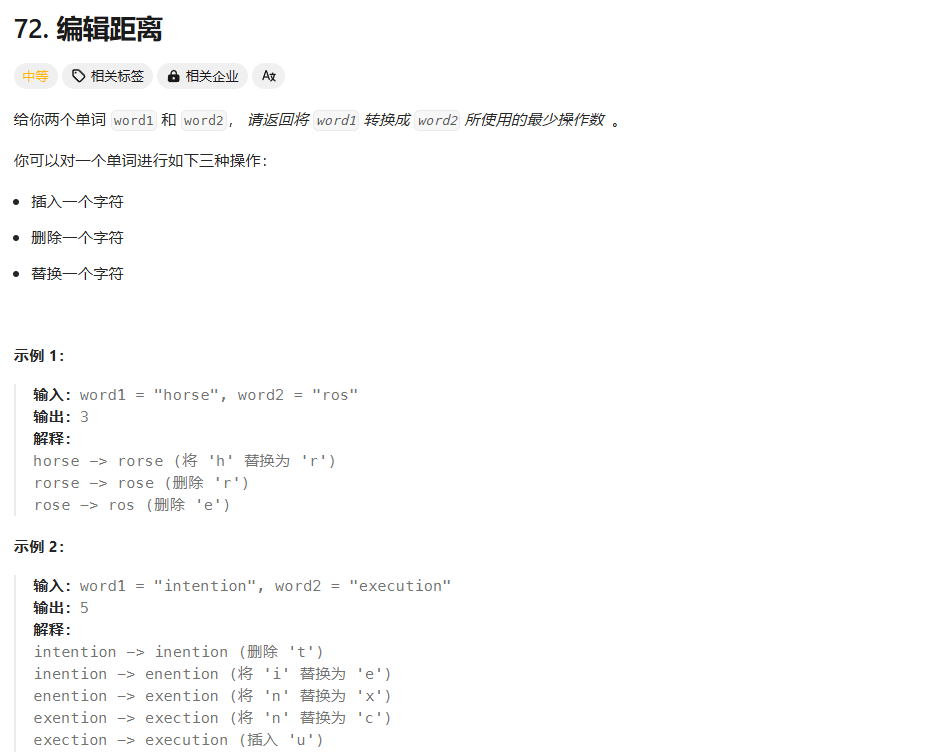 72. 编辑距离
中等 相关标签 相关企业 Aず
给你两个单词 word1 和 word2， 请返回将 word1 转换成 word2 所使用的最少操作数 。
你可以对一个单词进行如下三种操作：
• 插入一个字符
• 删除一个字符
• 替换一个字符
示例 1：
输入：word1 = "horse", word2 = "ros"
输出：3
解释：
horse -> rorse (将 'h' 替换为 'r')
rorse -> rose (删除 'r')
rose -> ros (删除 'e')
示例 2：
输入：word1 = "intention", word2 = "execution"
输出：5
解释：
intention -> inention (删除 't')
inention -> enention (将 'i' 替换为 'e')
enention -> exention (将 'n' 替换为 'x')
exention -> exection (将 'n' 替换为 'c')
exection -> execution (插入 'u')